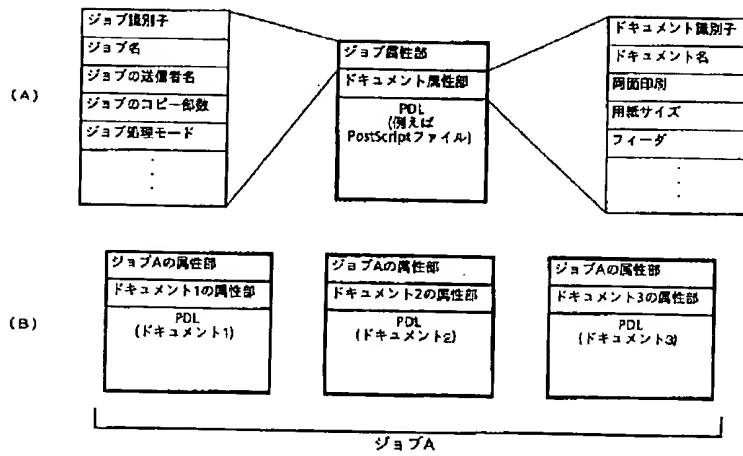 (A)
ジョブ識別子
ジョブ名
ジョブの送信者名
ジョブのコピー部数
ジョブ処理モード
ジョブ属性部
ドキュメント属性部
PDL
(例えば
PostScriptファイル)
ドキュメント識別子
ドキュメント名
両面印刷
用紙サイズ
フィーダ
(B)
ジョブAの属性部
ドキュメント1の属性部
PDL
(ドキュメント1)
ジョブAの属性部
ドキュメント2の属性部
PDL
(ドキュメント2)
ジョブAの属性部
ドキュメント3の属性部
PDL
(ドキュメント3)
ジョブA